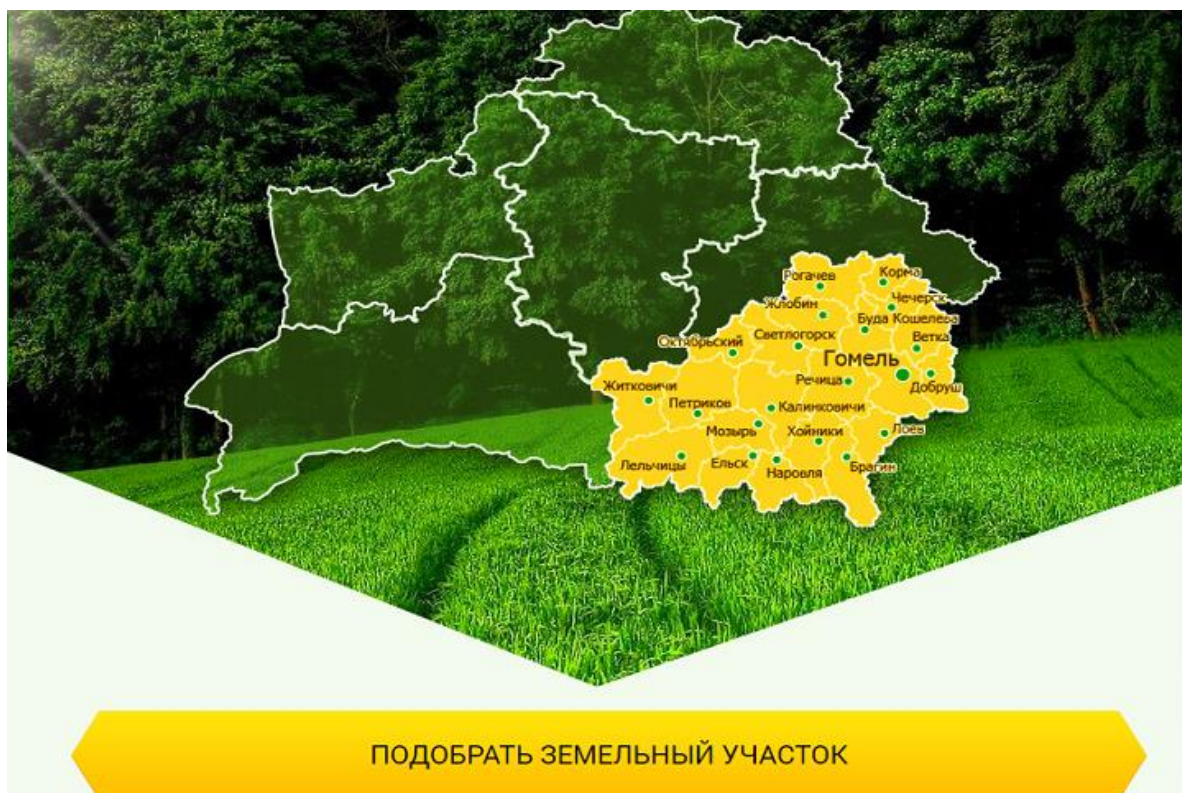 Рогачев
Корма
Чечерск
Жлобин
Буда Кошелева
Светлогорск
Октябрьский
Ветка
Гомель
Речица
Добруш
Житковичи
Петриков
Калинковичи
Мозырь
Хойники
Лоев
Лельчицы
Ельск
Наровля
Брагин
ПОДОБРАТЬ ЗЕМЕЛЬНЫЙ УЧАСТОК